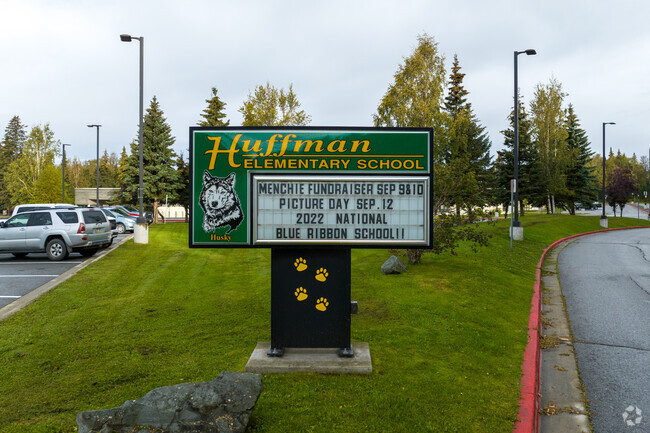 Huffman
ELEMENTARY SCHOOL
MENCHIE FUNDRAISER SEP 9&10
PICTURE DAY SEP.12
2022 NATIONAL
BLUE RIBBON SCHOOL!!
Husky